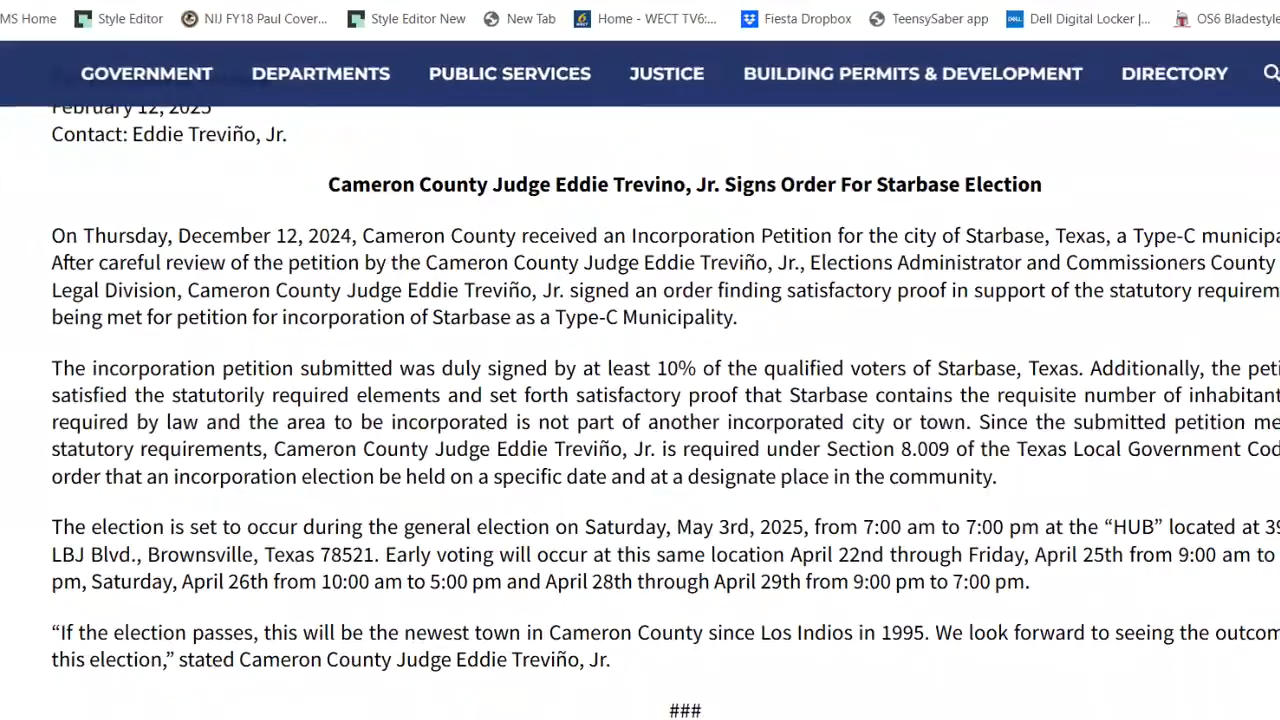 MS Home Style Editor NIJ FY18 Paul Cover... Style Editor New New Tab Home - WECT TV6:... Fiesta Dropbox TeensySaber app Dell Digital Locker |... OS6 Bladestyle
GOVERNMENT DEPARTMENTS PUBLIC SERVICES JUSTICE BUILDING PERMITS & DEVELOPMENT DIRECTORY
February 12, 2025
Contact: Eddie Treviño, Jr.
Cameron County Judge Eddie Trevino, Jr. Signs Order For Starbase Election
On Thursday, December 12, 2024, Cameron County received an Incorporation Petition for the city of Starbase, Texas, a Type-C municipa
After careful review of the petition by the Cameron County Judge Eddie Treviño, Jr., Elections Administrator and Commissioners County
Legal Division, Cameron County Judge Eddie Treviño, Jr. signed an order finding satisfactory proof in support of the statutory requirem
being met for petition for incorporation of Starbase as a Type-C Municipality.
The incorporation petition submitted was duly signed by at least 10% of the qualified voters of Starbase, Texas. Additionally, the peti
satisfied the statutorily required elements and set forth satisfactory proof that Starbase contains the requisite number of inhabitant
required by law and the area to be incorporated is not part of another incorporated city or town. Since the submitted petition me
statutory requirements, Cameron County Judge Eddie Treviño, Jr. is required under Section 8.009 of the Texas Local Government Cod
order that an incorporation election be held on a specific date and at a designate place in the community.
The election is set to occur during the general election on Saturday, May 3rd, 2025, from 7:00 am to 7:00 pm at the “HUB” located at 39
LBJ Blvd., Brownsville, Texas 78521. Early voting will occur at this same location April 22nd through Friday, April 25th from 9:00 am to
pm, Saturday, April 26th from 10:00 am to 5:00 pm and April 28th through April 29th from 9:00 pm to 7:00 pm.
“If the election passes, this will be the newest town in Cameron County since Los Indios in 1995. We look forward to seeing the outcom
this election,” stated Cameron County Judge Eddie Treviño, Jr.
###